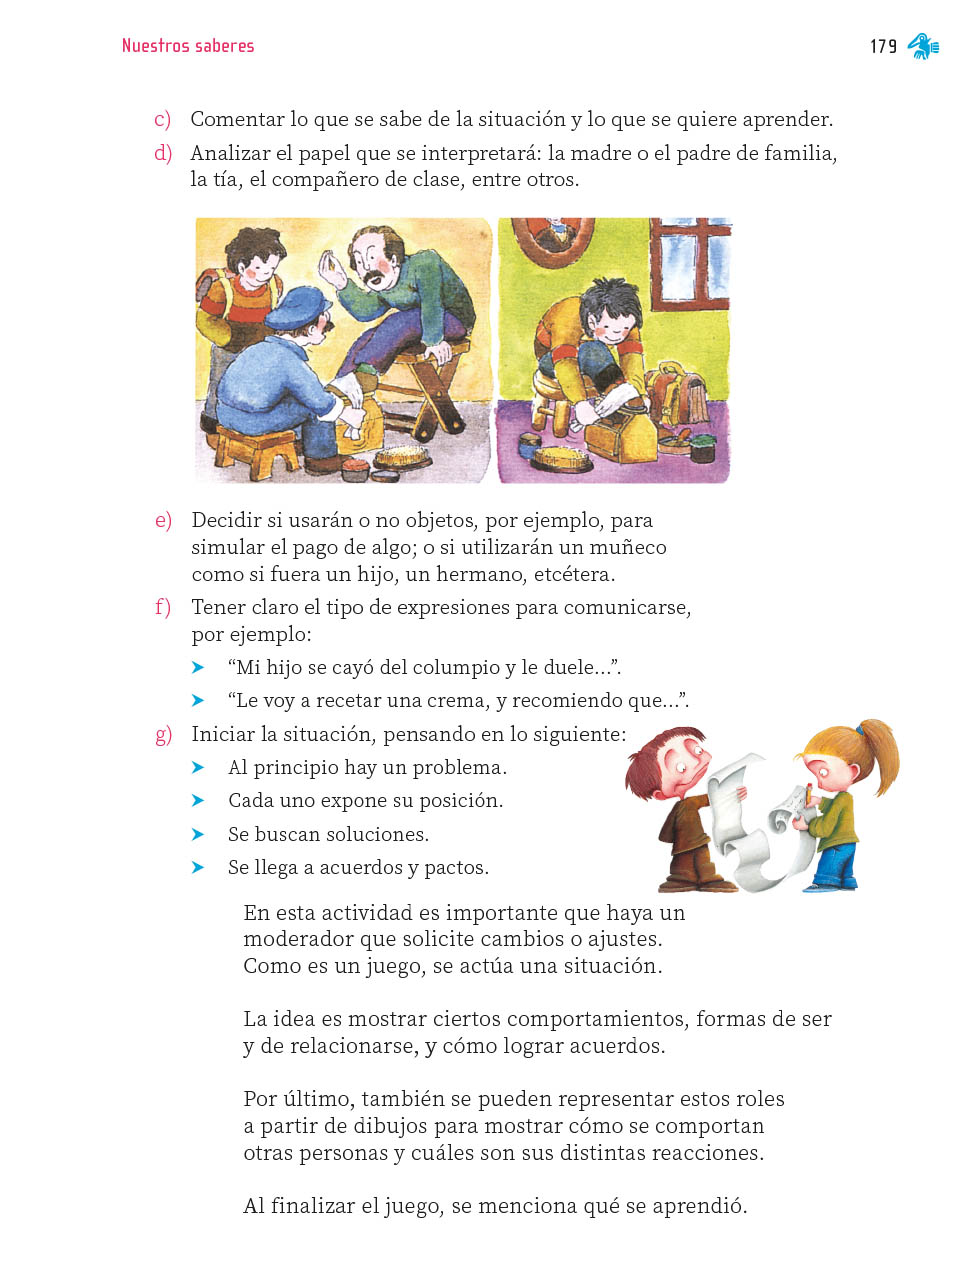 Nuestros saberes
179
c) Comentar lo que se sabe de la situación y lo que se quiere aprender.
d) Analizar el papel que se interpretará: la madre o el padre de familia,
la tía, el compañero de clase, entre otros.
e) Decidir si usarán o no objetos, por ejemplo, para
simular el pago de algo; o si utilizarán un muñeco
como si fuera un hijo, un hermano, etcétera.
f) Tener claro el tipo de expresiones para comunicarse,
por ejemplo:
➤ “Mi hijo se cayó del columpio y le duele...”.
➤ “Le voy a recetar una crema, y recomiendo que...”.
g) Iniciar la situación, pensando en lo siguiente:
➤ Al principio hay un problema.
➤ Cada uno expone su posición.
➤ Se buscan soluciones.
➤ Se llega a acuerdos y pactos.
En esta actividad es importante que haya un
moderador que solicite cambios o ajustes.
Como es un juego, se actúa una situación.
La idea es mostrar ciertos comportamientos, formas de ser
y de relacionarse, y cómo lograr acuerdos.
Por último, también se pueden representar estos roles
a partir de dibujos para mostrar cómo se comportan
otras personas y cuáles son sus distintas reacciones.
Al finalizar el juego, se menciona qué se aprendió.